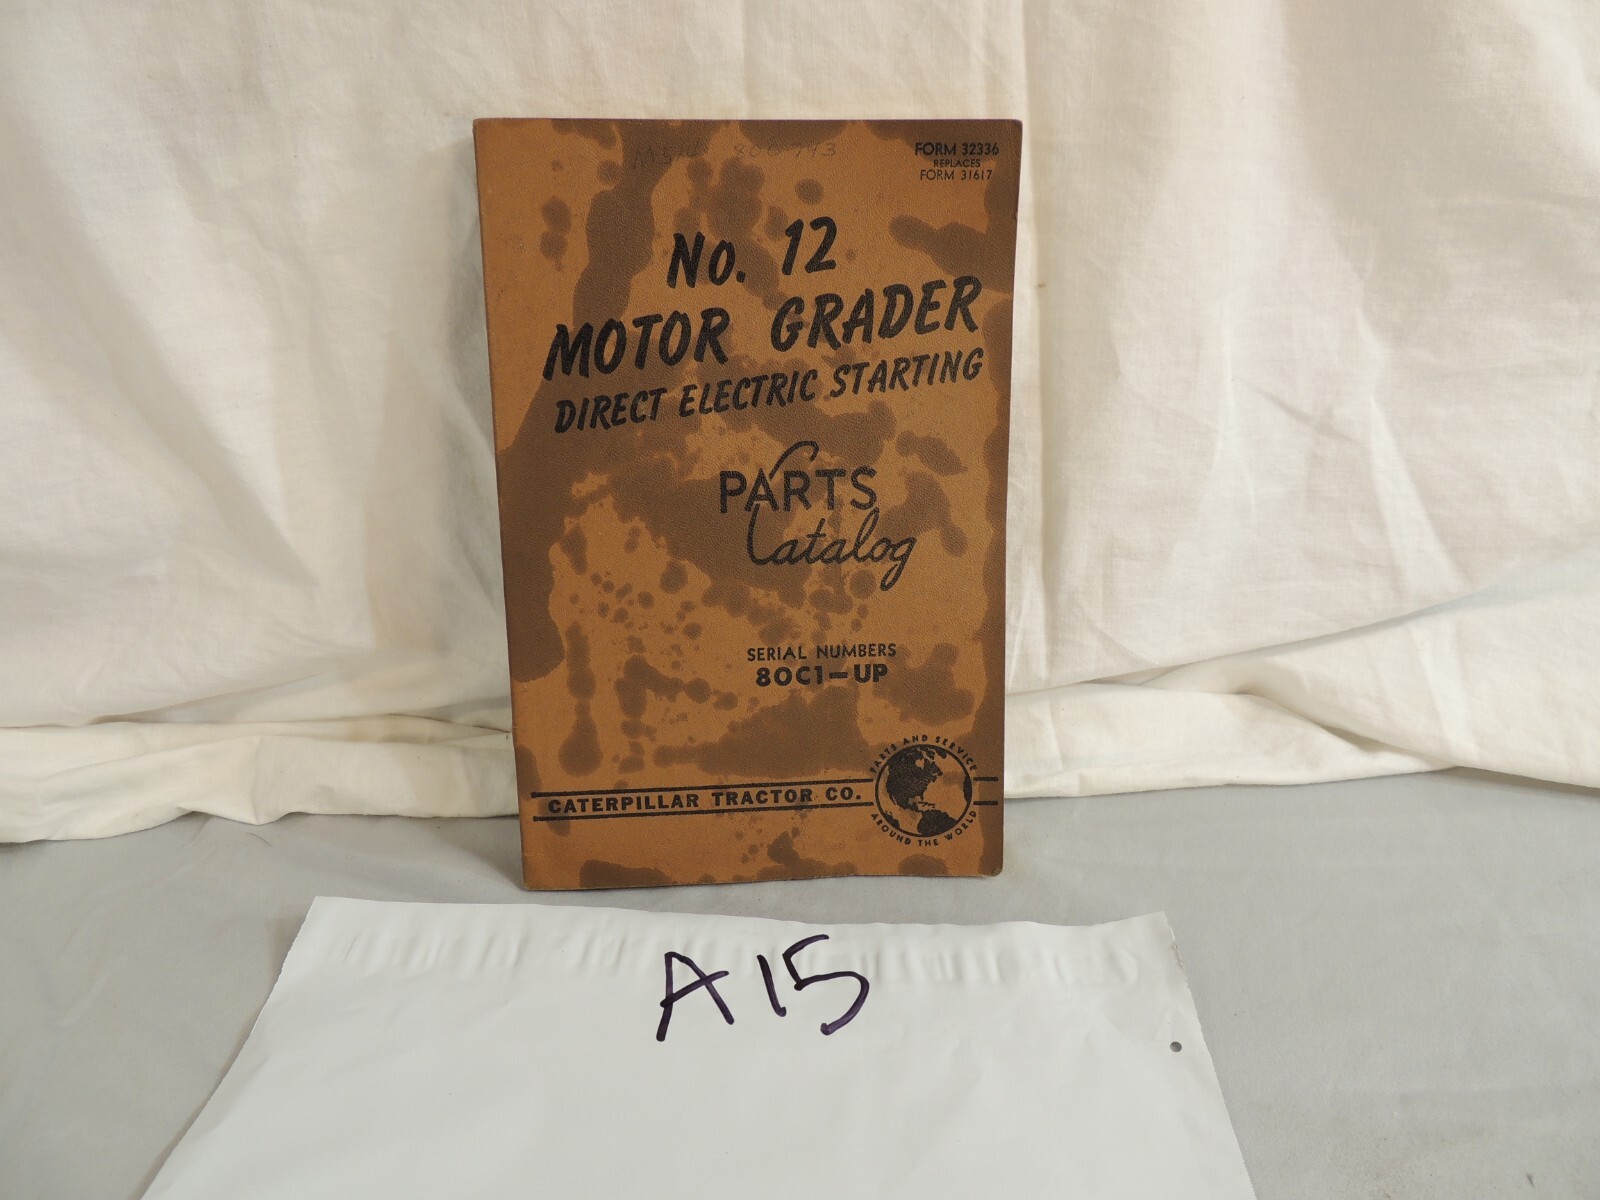 FORM 32336
REPLACES
FORM 31617
No. 12
MOTOR GRADER
DIRECT ELECTRIC STARTING
PARTS
Catalog
SERIAL NUMBERS
80C1-UP
CATERPILLAR TRACTOR CO.
PARTS AND SERVICE
AROUND THE WORLD
A15